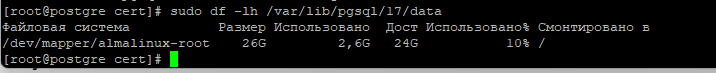 [root@postgre cert]# sudo df -lh /var/lib/pgsql/17/data
Файловая система Размер Использовано Дост Использовано% Cмонтировано в
/dev/mapper/almalinux-root 26G 2,6G 24G 10% /
[root@postgre cert]#